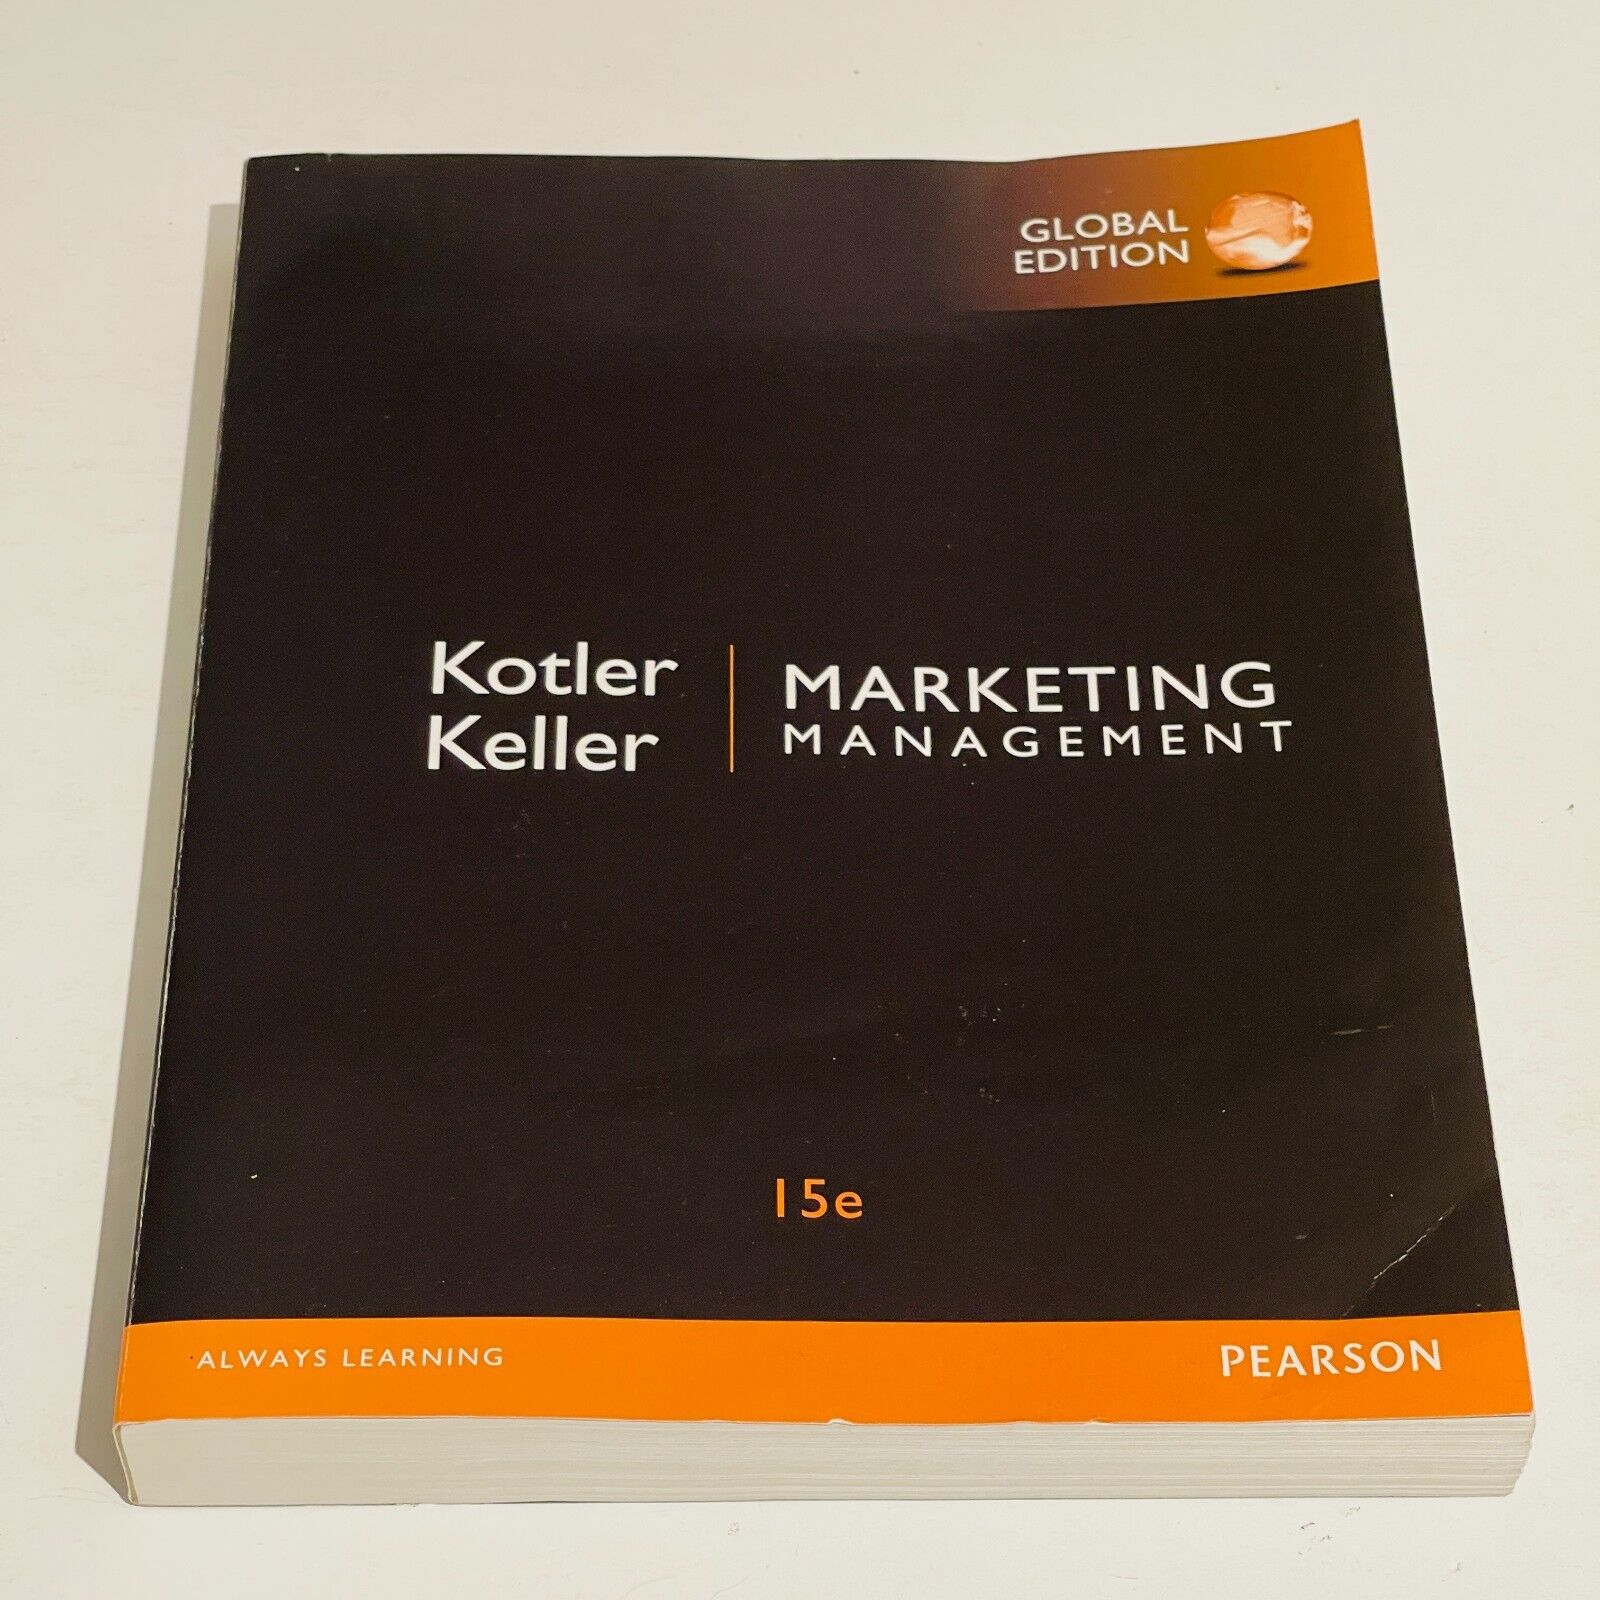 GLOBAL
EDITION
Kotler
Keller
MARKETING
MANAGEMENT
15e
ALWAYS LEARNING
PEARSON